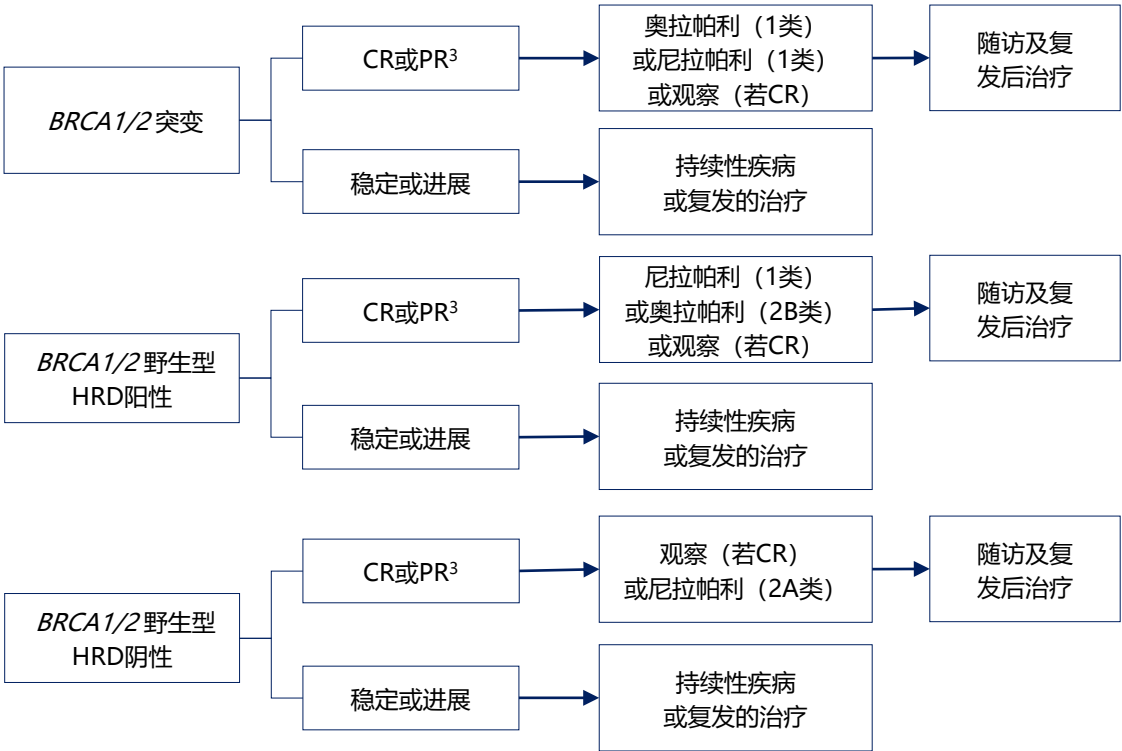 BRCA1/2 突变
CR或PR³
奥拉帕利（1类）
或尼拉帕利（1类）
或观察（若CR）
随访及复
发后治疗
稳定或进展
持续性疾病
或复发的治疗
BRCA1/2 野生型
HRD阳性
CR或PR³
尼拉帕利（1类）
或奥拉帕利（2B类）
或观察（若CR）
随访及复
发后治疗
稳定或进展
持续性疾病
或复发的治疗
BRCA1/2 野生型
HRD阴性
CR或PR³
观察（若CR）
或尼拉帕利（2A类）
随访及复
发后治疗
稳定或进展
持续性疾病
或复发的治疗